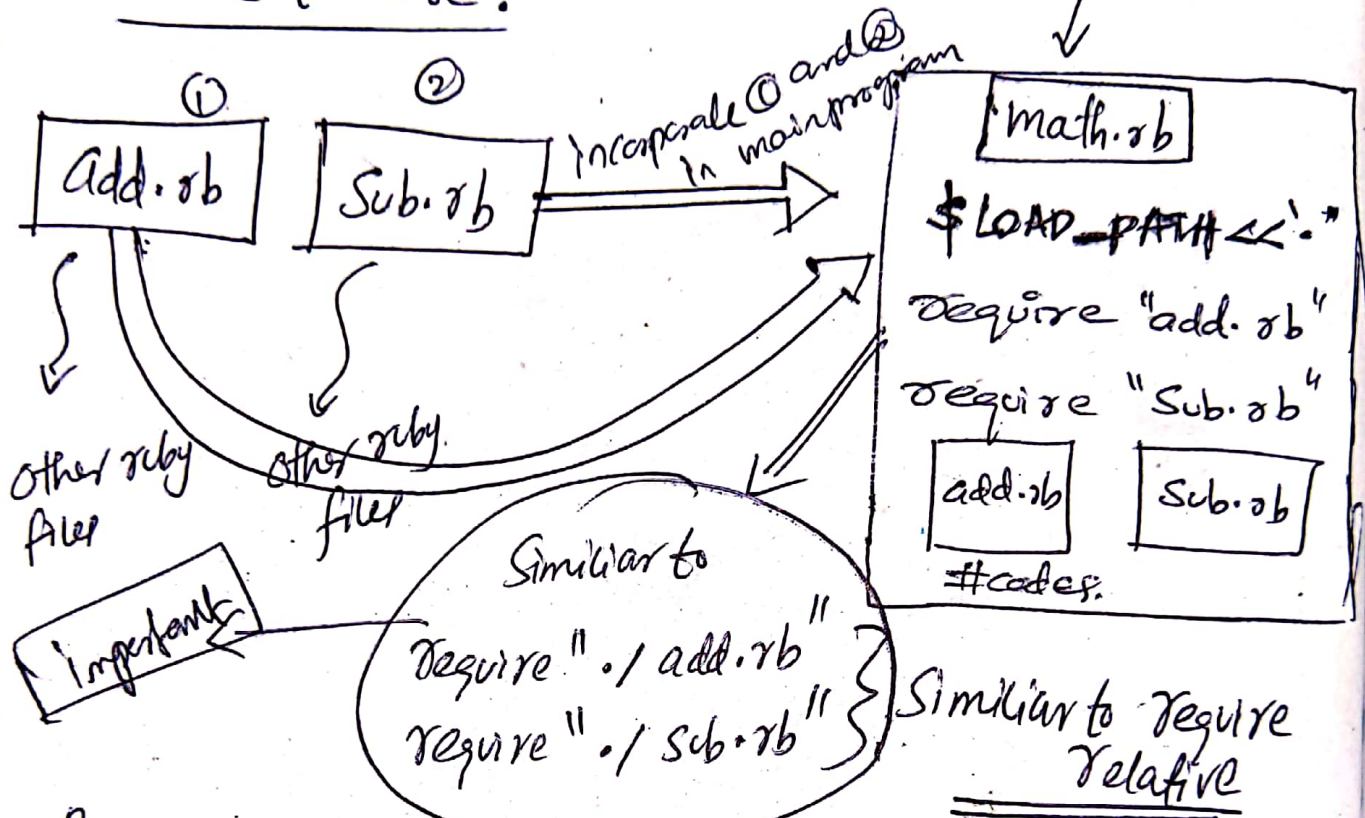 ① ②
add.rb
Sub.rb
incorporate ① and ②
in main program
math.rb
$LOAD_PATH<<'."
require "add.rb"
require "Sub.rb"
add.rb
Sub.rb
#codes.
other ruby
files
other ruby
files
Similiar to
require "./add.rb"
require "./sub.rb"
important
Similiar to require
relative